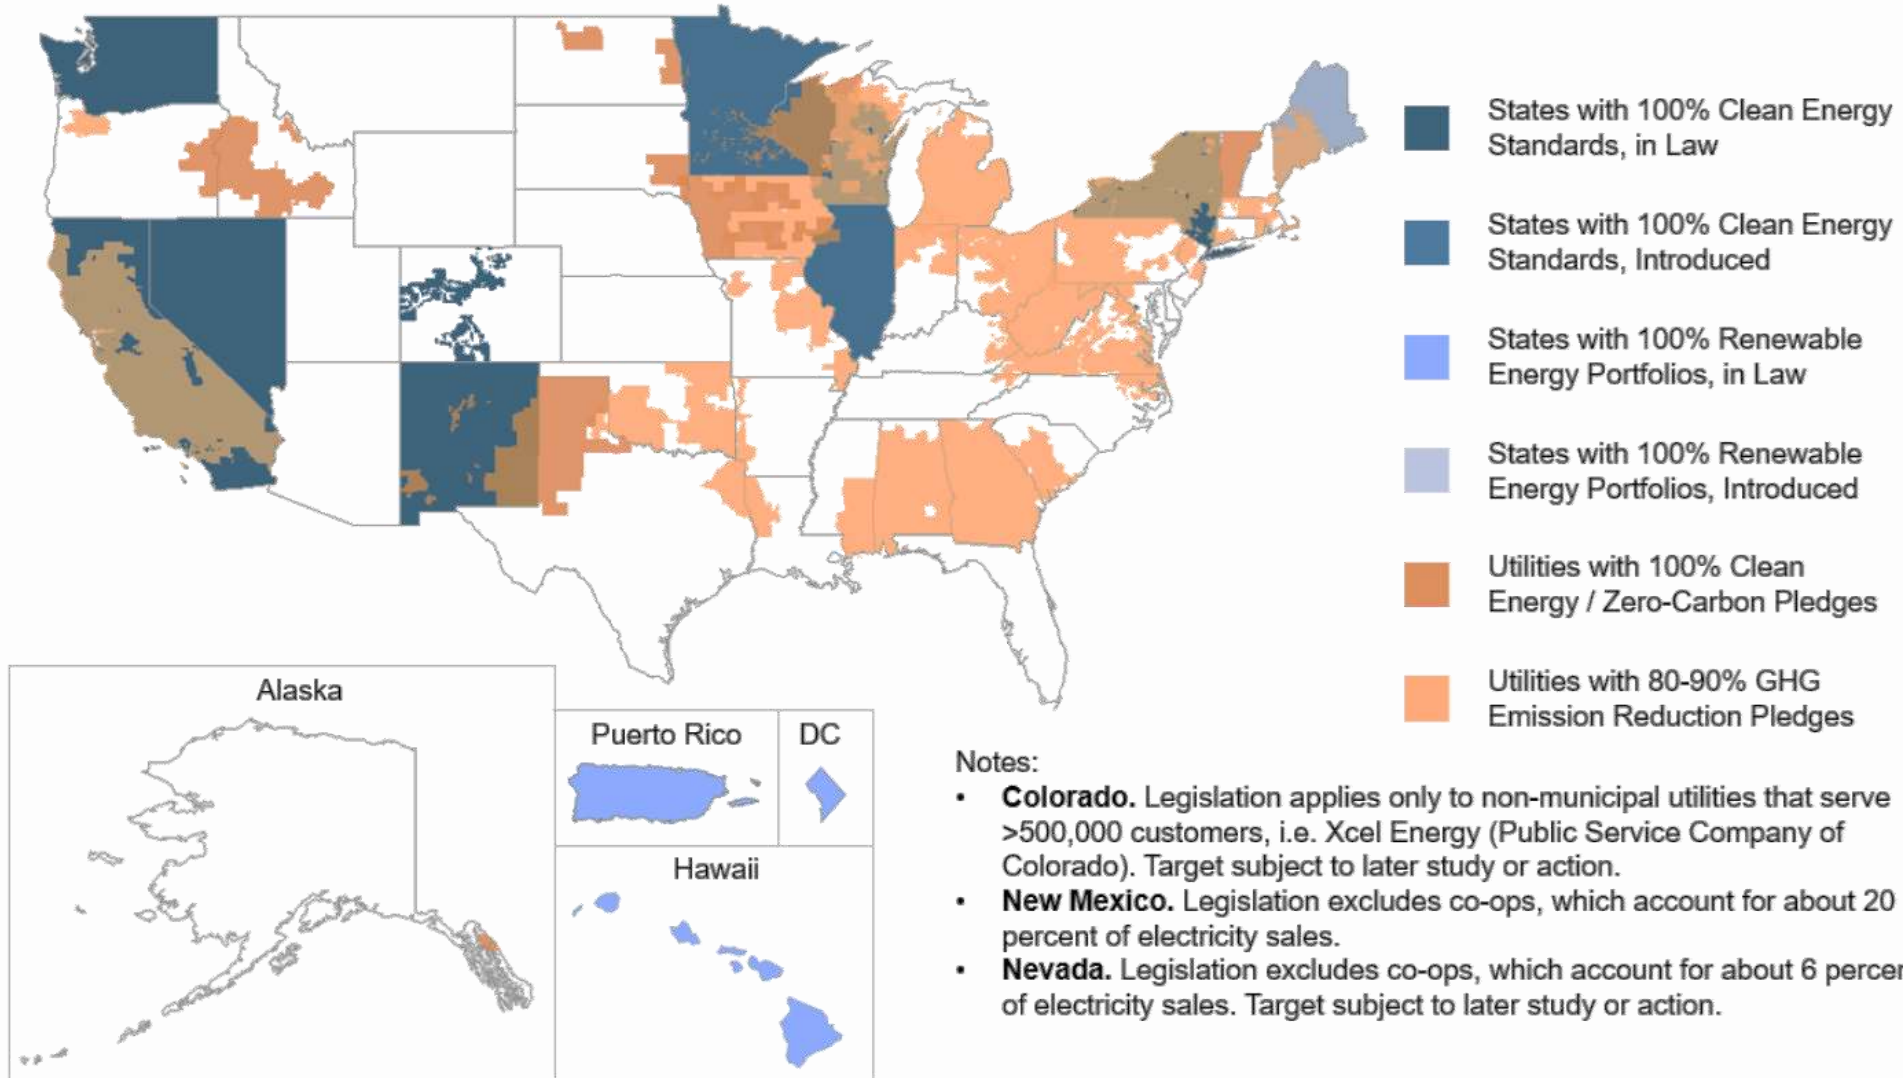 States with 100% Clean Energy
Standards, in Law
States with 100% Clean Energy
Standards, Introduced
States with 100% Renewable
Energy Portfolios, in Law
States with 100% Renewable
Energy Portfolios, Introduced
Utilities with 100% Clean
Energy / Zero-Carbon Pledges
Utilities with 80-90% GHG
Emission Reduction Pledges
Alaska
Puerto Rico
DC
Hawaii
Notes:
• Colorado. Legislation applies only to non-municipal utilities that serve
>500,000 customers, i.e. Xcel Energy (Public Service Company of
Colorado). Target subject to later study or action.
• New Mexico. Legislation excludes co-ops, which account for about 20
percent of electricity sales.
• Nevada. Legislation excludes co-ops, which account for about 6 percer
of electricity sales. Target subject to later study or action.